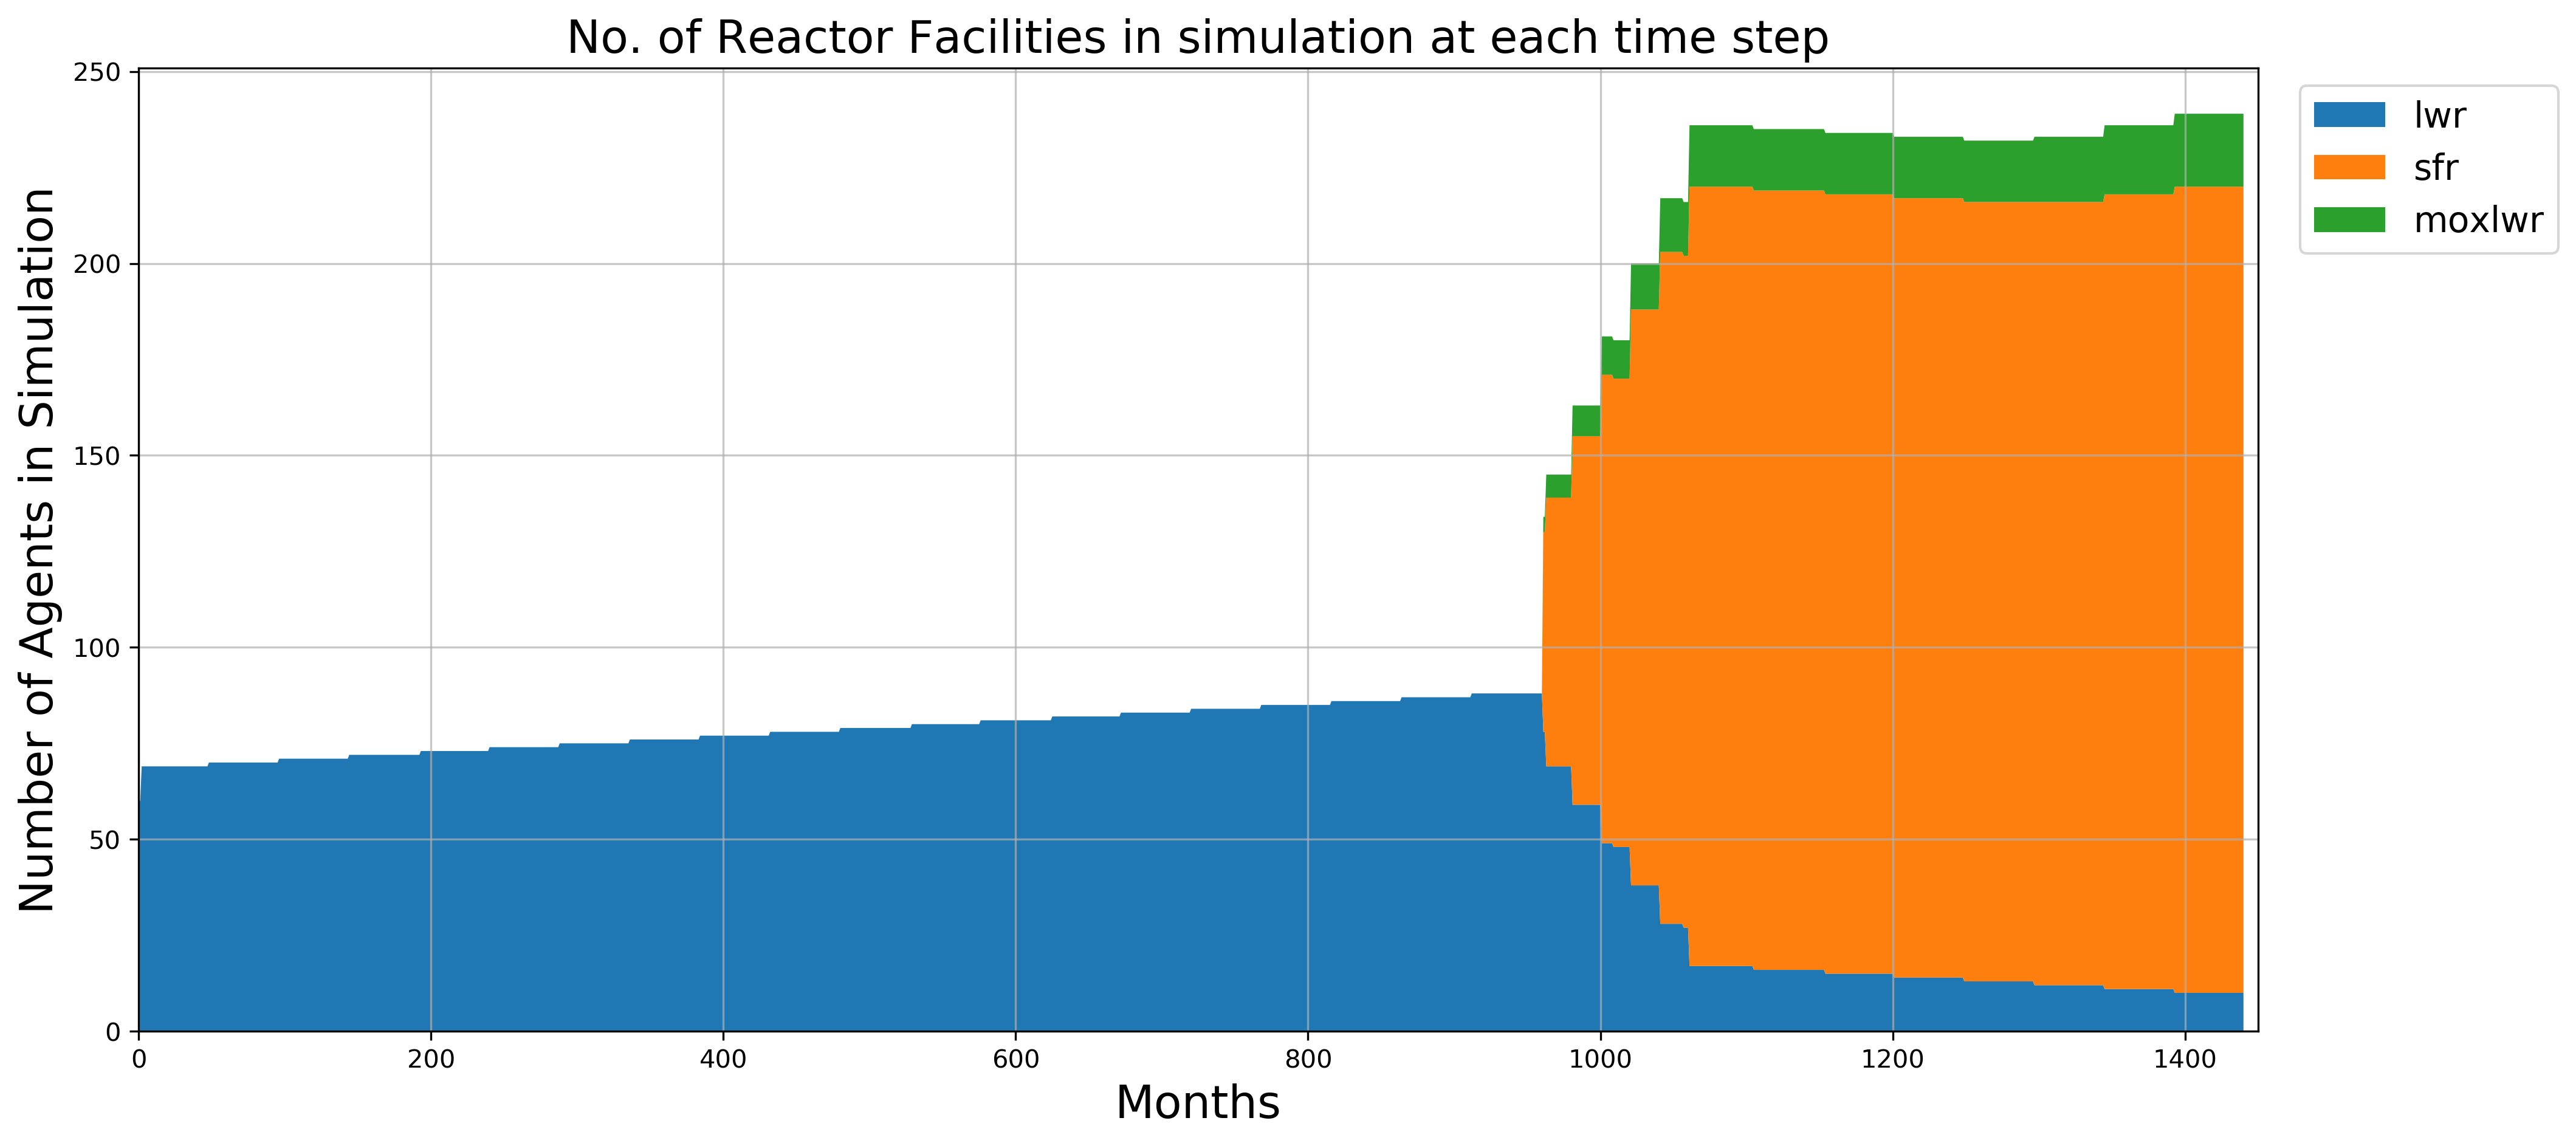 No. of Reactor Facilities in simulation at each time step
Number of Agents in Simulation
250
200
150
100
50
0
0 200 400 600 800 1000 1200 1400
Months
lwr
sfr
moxlwr